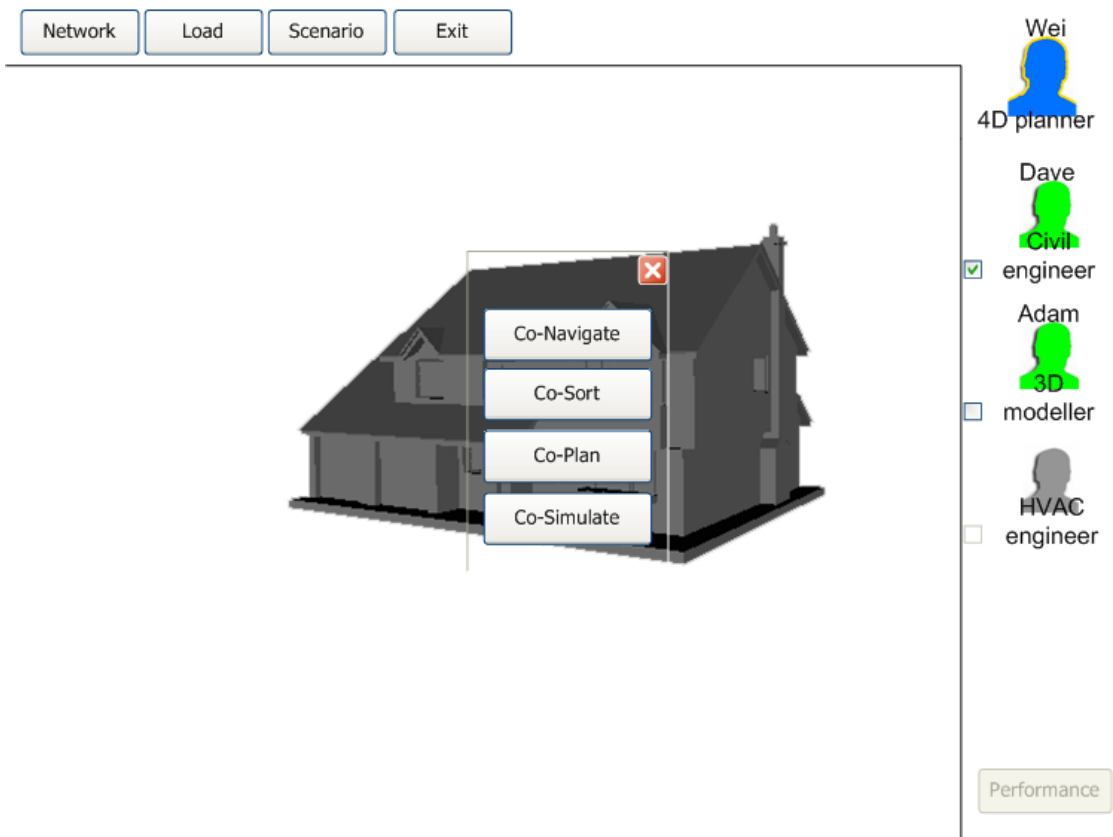 Network Load Scenario Exit
Co-Navigate
Co-Sort
Co-Plan
Co-Simulate
Wei
4D planner
Dave
Civil
engineer
Adam
3D
modeller
HVAC
engineer
Performance